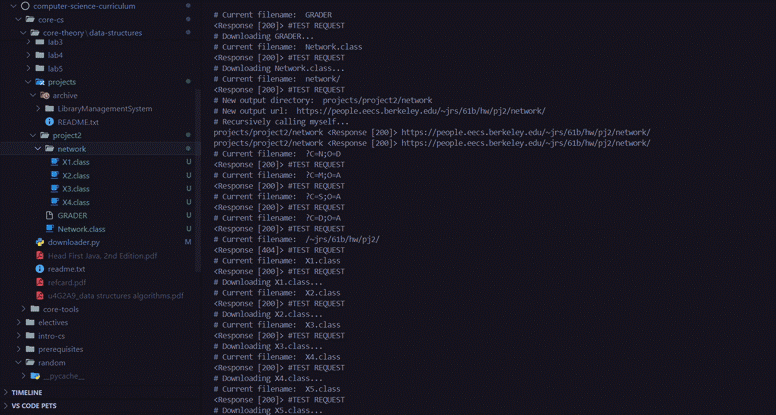 computer-science-curriculum
core-cs
core-theory\data-structures
lab3
lab4
lab5
projects
archive
LibraryManagementSystem
README.txt
project2
network
X1.class U
X2.class U
X3.class U
X4.class U
GRADER U
Network.class U
downloader.py M
Head First Java, 2nd Edition.pdf
readme.txt
refcard.pdf
u4G2A9_data structures algorithms.pdf
core-tools
electives
intro-cs
prerequisites
random
__pycache__
TIMELINE
VS CODE PETS
# Current filename:  GRADER
<Response [200]> #TEST REQUEST
# Downloading GRADER...
# Current filename:  Network.class
<Response [200]> #TEST REQUEST
# Downloading Network.class...
# Current filename:  network/
<Response [200]> #TEST REQUEST
# New output directory:  projects/project2/network
# New output url:  https://people.eecs.berkeley.edu/~jrs/61b/hw/pj2/network/
# Recursively calling myself...
projects/project2/network <Response [200]> https://people.eecs.berkeley.edu/~jrs/61b/hw/pj2/network/
projects/project2/network <Response [200]> https://people.eecs.berkeley.edu/~jrs/61b/hw/pj2/network/
# Current filename:  ?C=N;O=D
<Response [200]> #TEST REQUEST
# Current filename:  ?C=M;O=A
<Response [200]> #TEST REQUEST
# Current filename:  ?C=S;O=A
<Response [200]> #TEST REQUEST
# Current filename:  ?C=D;O=A
<Response [200]> #TEST REQUEST
# Current filename:  /~jrs/61b/hw/pj2/
<Response [404]> #TEST REQUEST
# Current filename:  X1.class
<Response [200]> #TEST REQUEST
# Downloading X1.class...
# Current filename:  X2.class
<Response [200]> #TEST REQUEST
# Downloading X2.class...
# Current filename:  X3.class
<Response [200]> #TEST REQUEST
# Downloading X3.class...
# Current filename:  X4.class
<Response [200]> #TEST REQUEST
# Downloading X4.class...
# Current filename:  X5.class
<Response [200]> #TEST REQUEST
# Downloading X5.class...